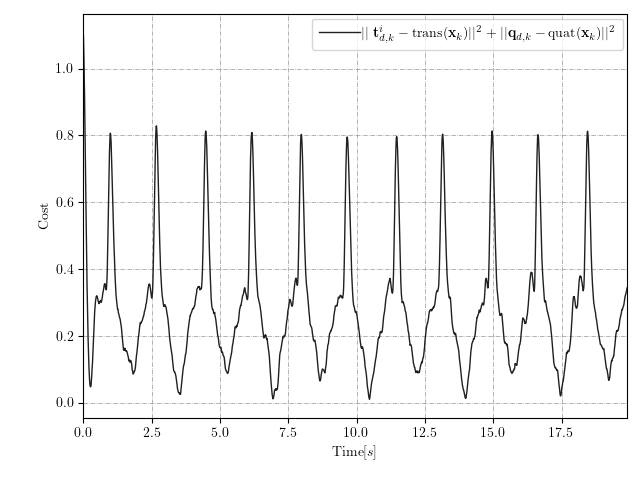 || t^i_{d,k} − trans(x_k)||² + ||q_{d,k} − quat(x_k)||²
1.0
0.8
0.6
0.4
0.2
0.0
Cost
0.0 2.5 5.0 7.5 10.0 12.5 15.0 17.5
Time[s]